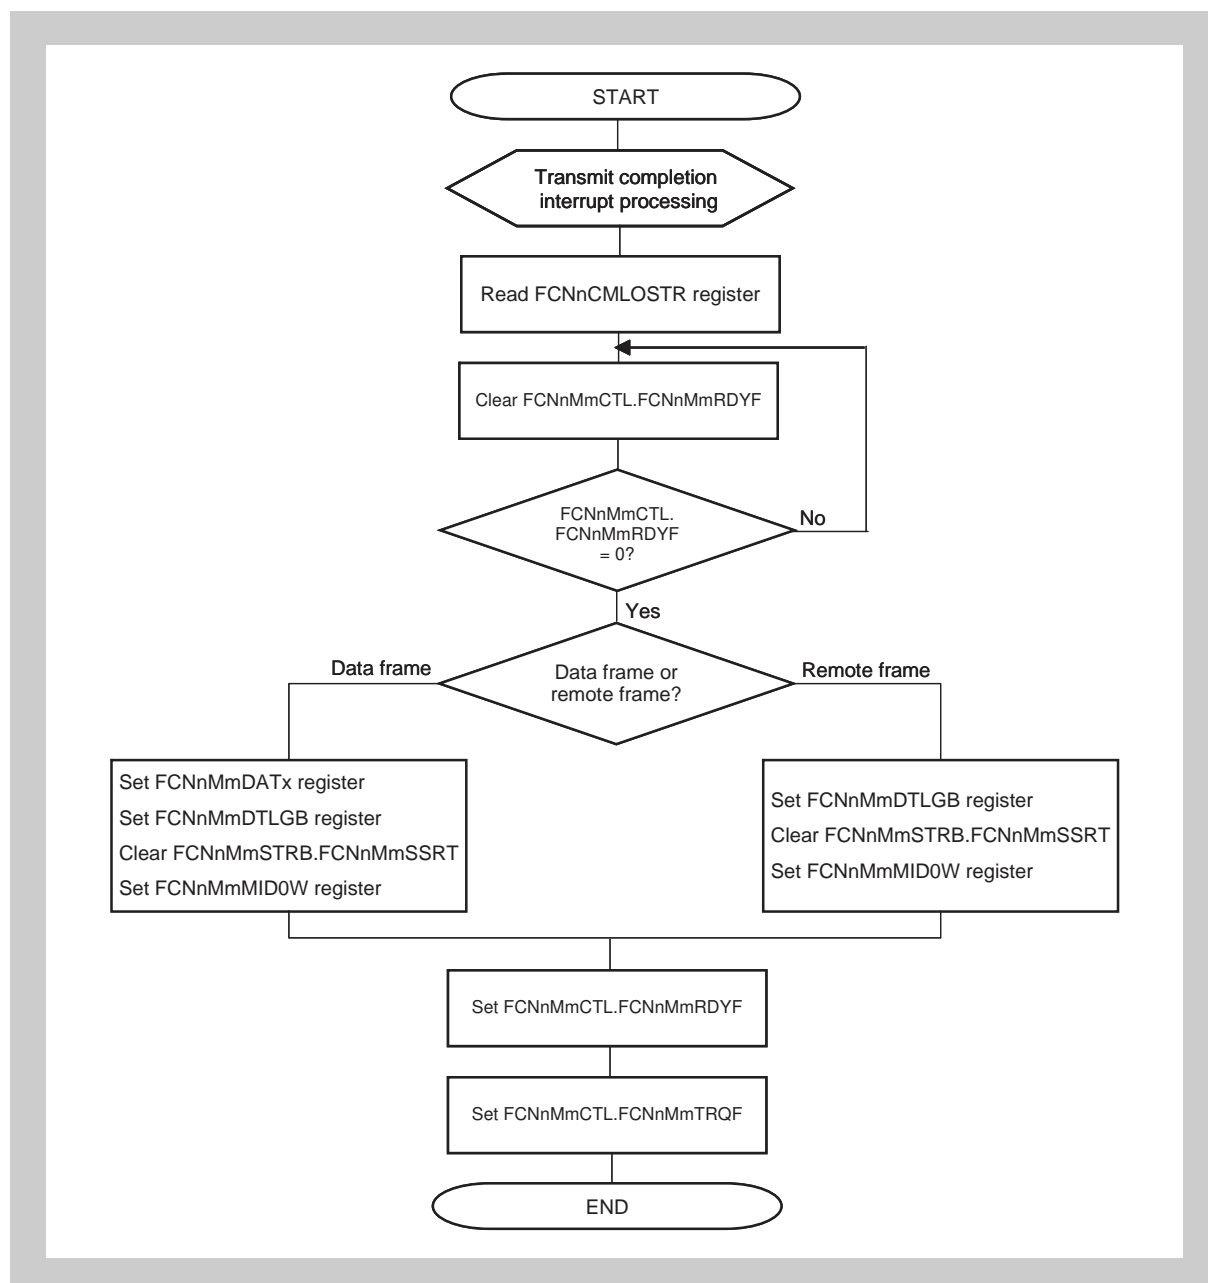 START
Transmit completion
interrupt processing
Read FCNnCMLOSTR register
Clear FCNnMmCTL.FCNnMmRDYF
FCNnMmCTL.
FCNnMmRDYF
= 0?
No
Yes
Data frame
Data frame or
remote frame?
Remote frame
Set FCNnMmDATx register
Set FCNnMmDTLGB register
Clear FCNnMmSTRB.FCNnMmSSRT
Set FCNnMmMID0W register
Set FCNnMmDTLGB register
Clear FCNnMmSTRB.FCNnMmSSRT
Set FCNnMmMID0W register
Set FCNnMmCTL.FCNnMmRDYF
Set FCNnMmCTL.FCNnMmTRQF
END